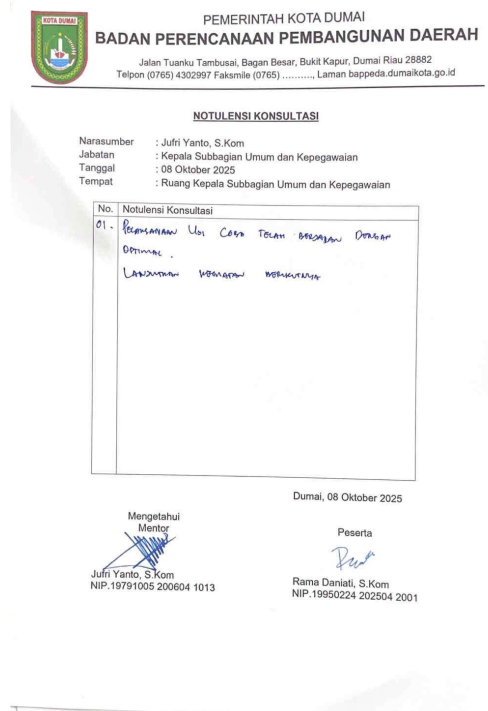 KOTA DUMAI
PEMERINTAH KOTA DUMAI
BADAN PERENCANAAN PEMBANGUNAN DAERAH
Jalan Tuanku Tambusai, Bagan Besar, Bukit Kapur, Dumai Riau 28882
Telpon (0765) 4302997 Faksmile (0765) .........., Laman bappeda.dumaikota.go.id
NOTULENSI KONSULTASI
Narasumber : Jufri Yanto, S.Kom
Jabatan : Kepala Subbagian Umum dan Kepegawaian
Tanggal : 08 Oktober 2025
Tempat : Ruang Kepala Subbagian Umum dan Kepegawaian
No. Notulensi Konsultasi
01. PELAKSANAAN UJI COBA TELAH BERJALAN DENGAN
OPTIMAL.
LANJUTKAN KEGIATAN BERIKUTNYA
Dumai, 08 Oktober 2025
Mengetahui
Mentor
Jufri Yanto, S.Kom
NIP.19791005 200604 1013
Peserta
Rama Daniati, S.Kom
NIP.19950224 202504 2001